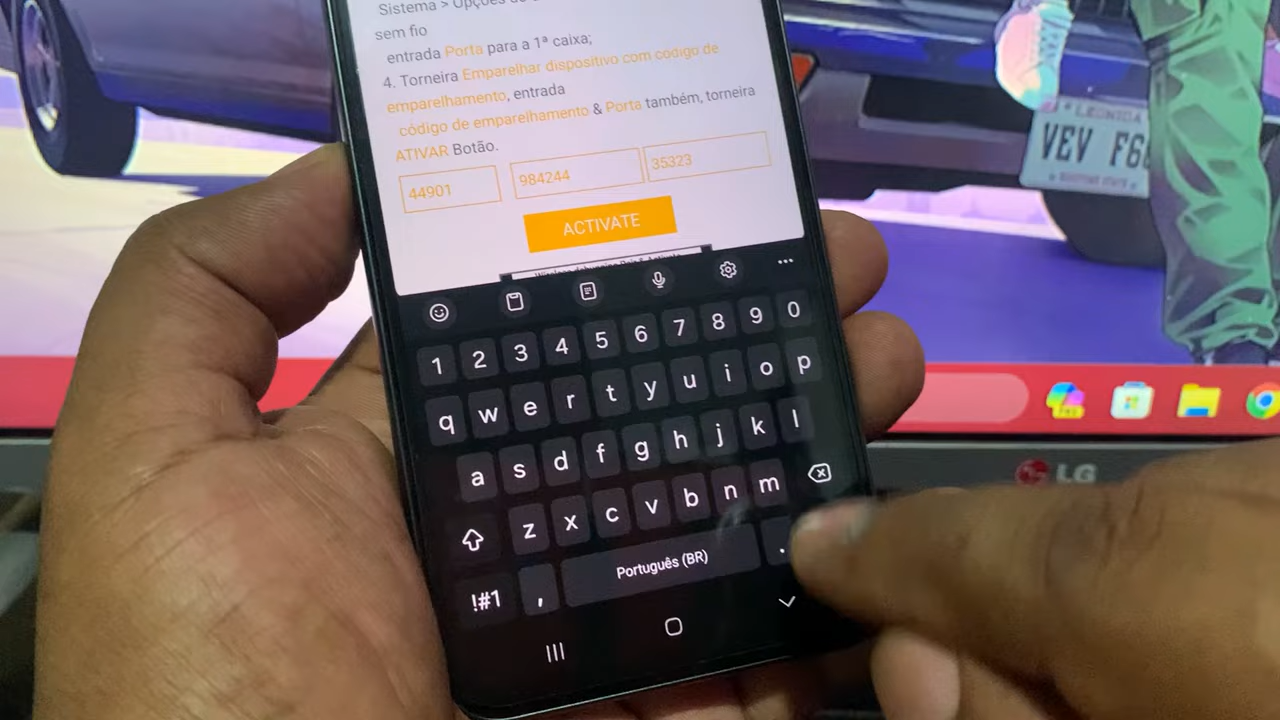 Sistema > Opções
sem fio
entrada Porta para a 1ª caixa;
4. Torneira Emparelhar dispositivo com código de
emparelhamento, entrada
código de emparelhamento & Porta também, torneira
ATIVAR Botão.
44901 984244 35323
ACTIVATE
1 2 3 4 5 6 7 8 9 0
q w e r t y u i o p
a s d f g h j k l
z x c v b n m
!#1 , Português (BR) .
LEONIDA
VEV F6
LG